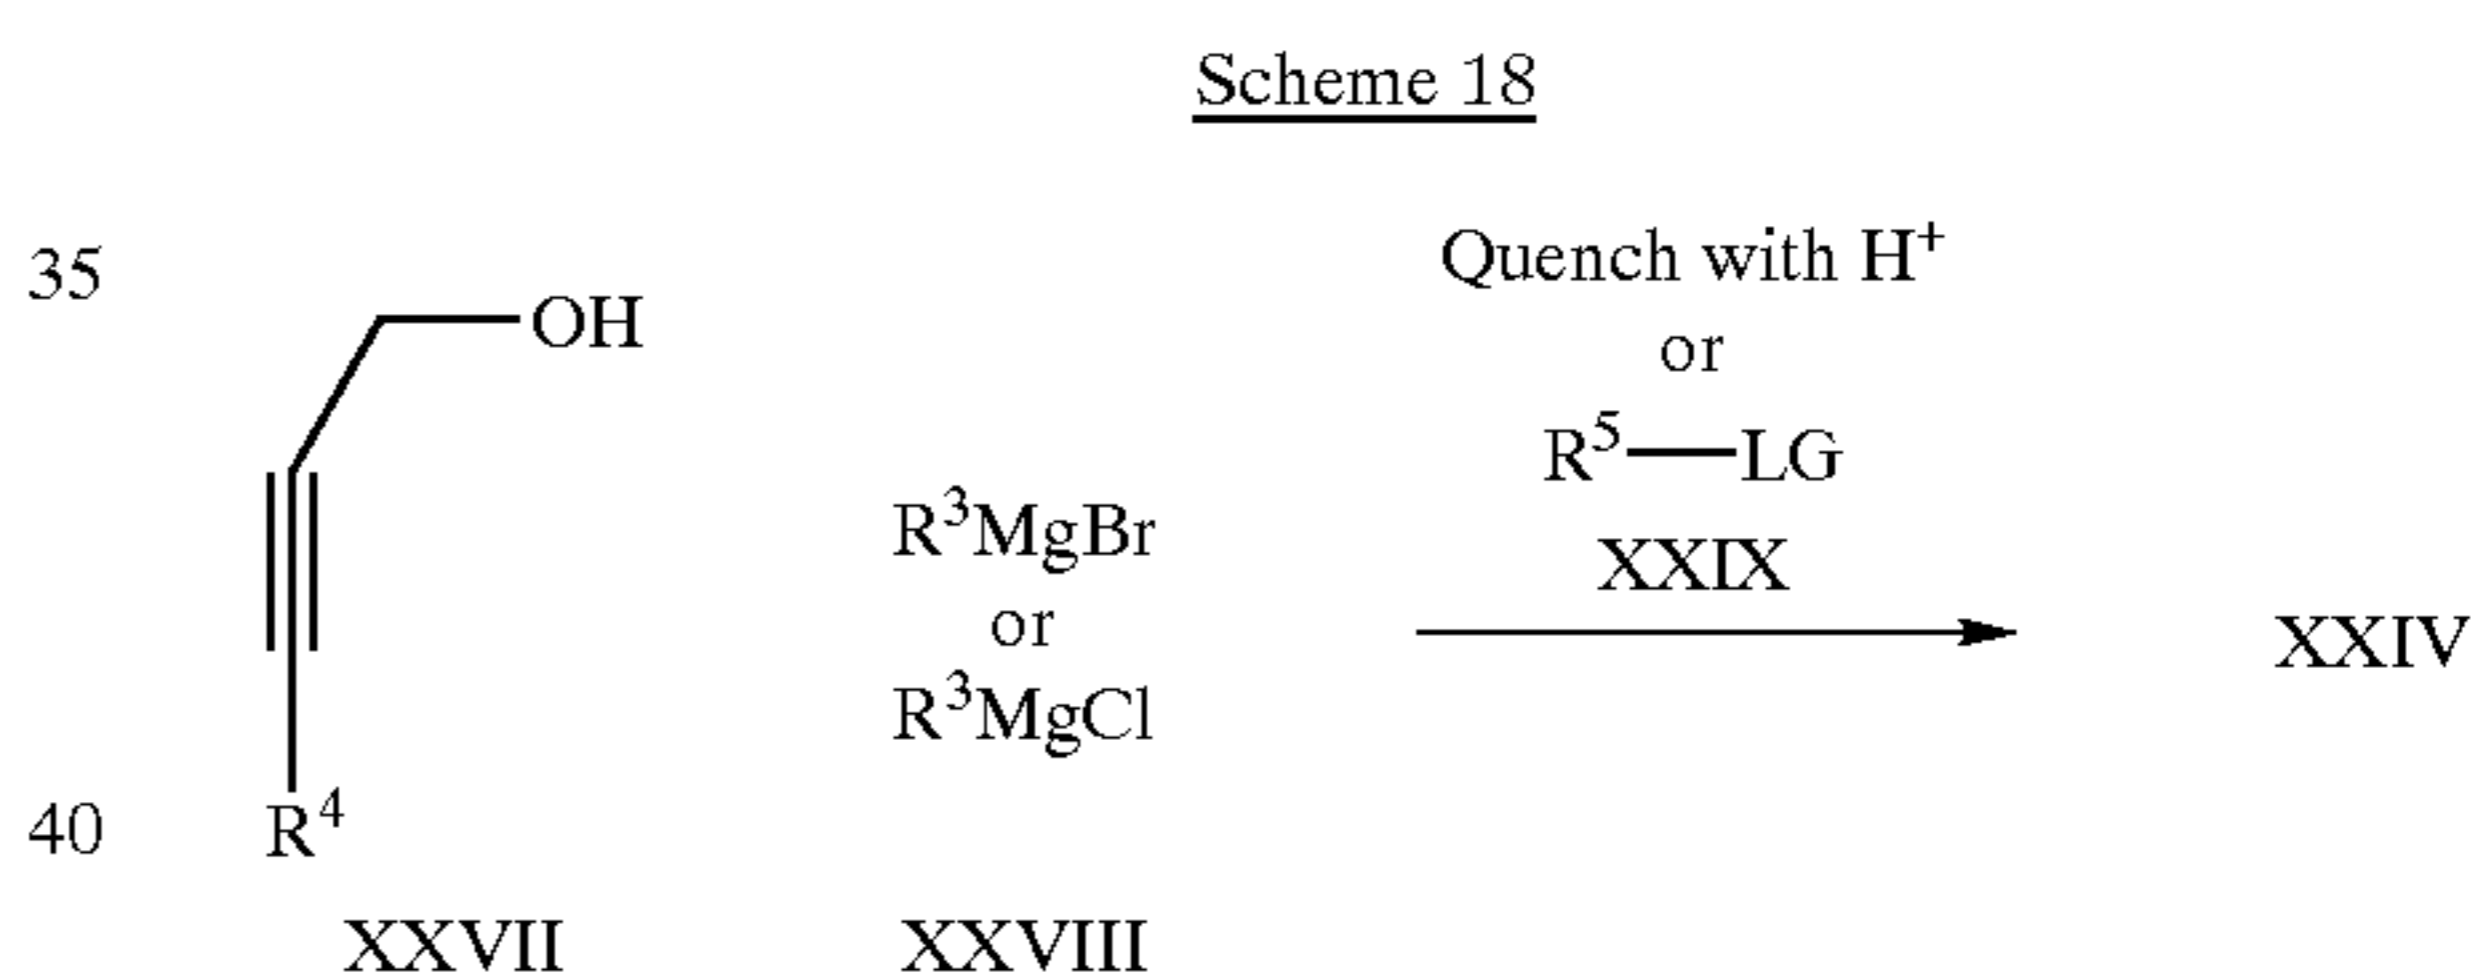 Scheme 18
Quench with H⁺
35
OH
or
R⁵—LG
R³MgBr
XXIX
or
XXIV
R³MgCl
40
R⁴
XXVII XXVIII